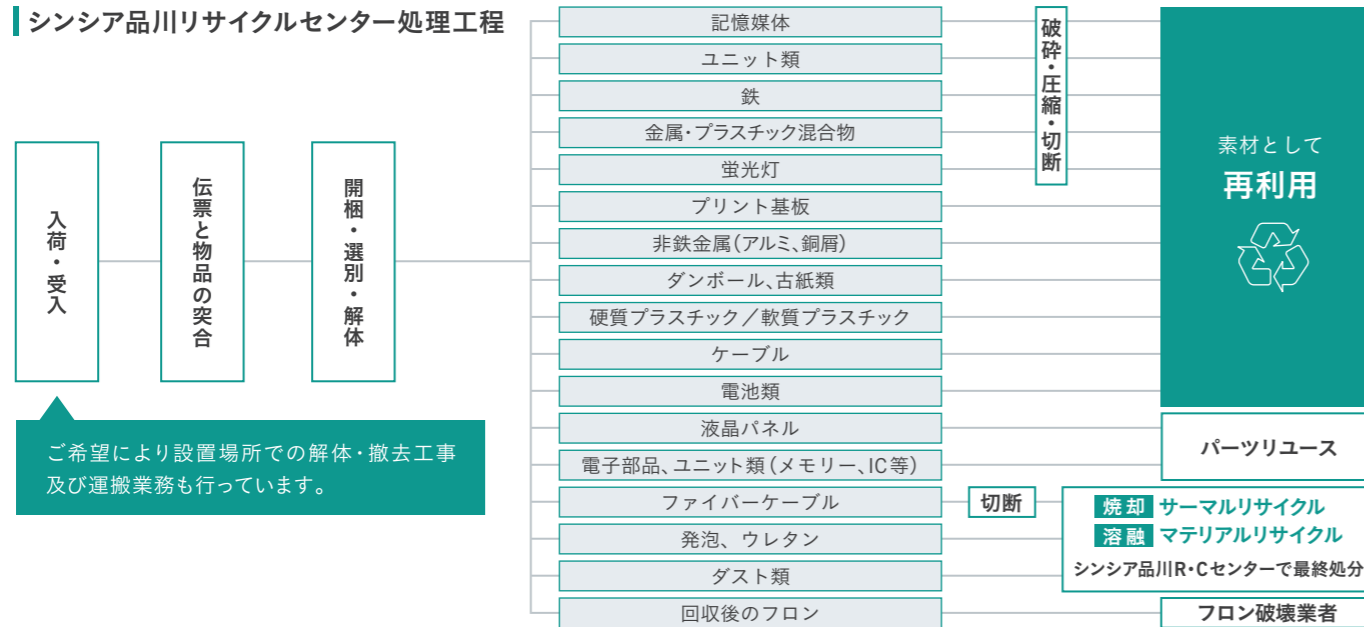 シンシア品川リサイクルセンター処理工程
入荷・受入
伝票と物品の突合
開梱・選別・解体
ご希望により設置場所での解体・撤去工事
及び運搬業務も行っています。
記憶媒体
ユニット類
鉄
金属・プラスチック混合物
蛍光灯
プリント基板
非鉄金属(アルミ、銅屑)
ダンボール、古紙類
硬質プラスチック/軟質プラスチック
ケーブル
電池類
液晶パネル
電子部品、ユニット類(メモリー、IC等)
ファイバーケーブル
発泡、ウレタン
ダスト類
回収後のフロン
破砕・圧縮・切断
切断
素材として
再利用
パーツリユース
焼却 サーマルリサイクル
溶融 マテリアルリサイクル
シンシア品川R・Cセンターで最終処分
フロン破壊業者